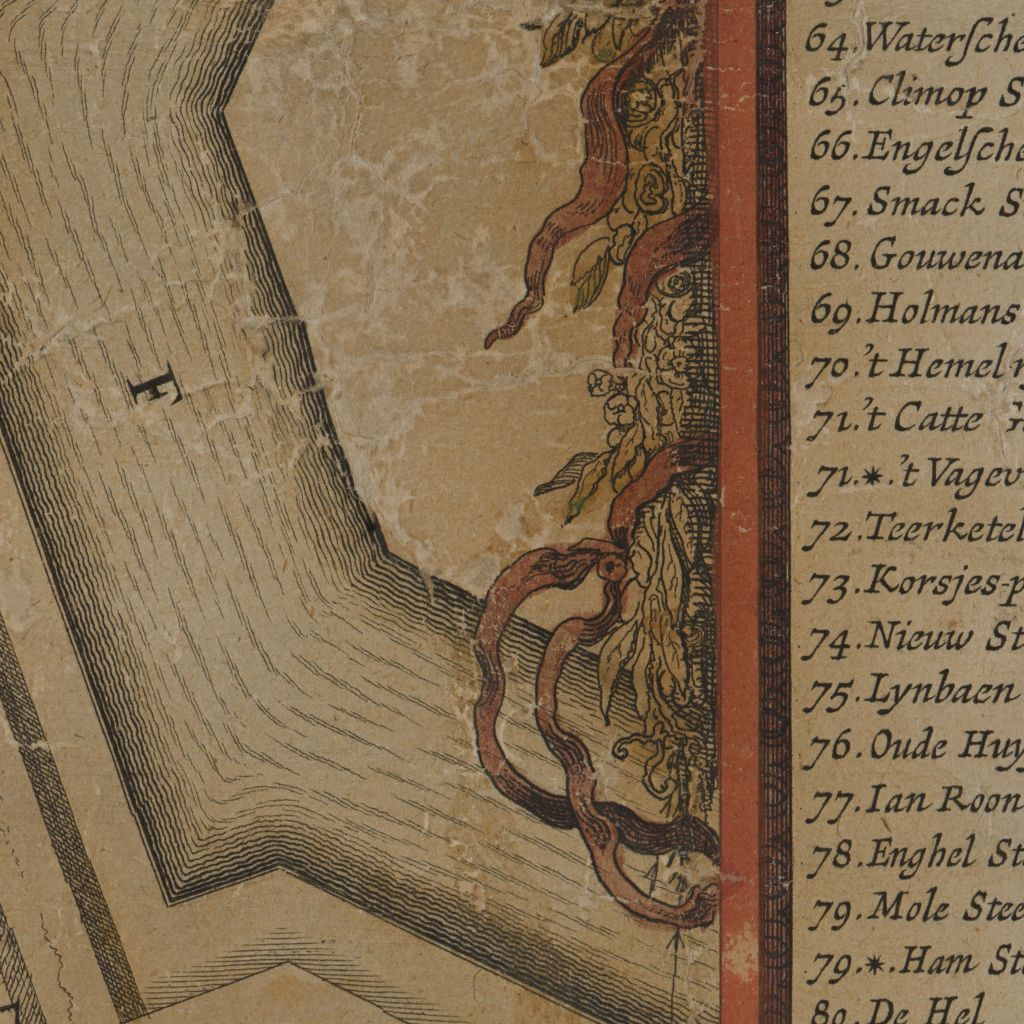 64. Waterſche
65. Climop S
66. Engelſche
67. Smack S
68. Gouwena
69. Holmans
70. 't Hemel
71. 't Catte
71.✷. 't Vagev
72. Teerketel
73. Korsjes-p
74. Nieuw St
75. Lynbaen
76. Oude Huy
77. Ian Roon
78. Enghel St
79. Mole Stee
79.✷. Ham St
80. De Hel
F